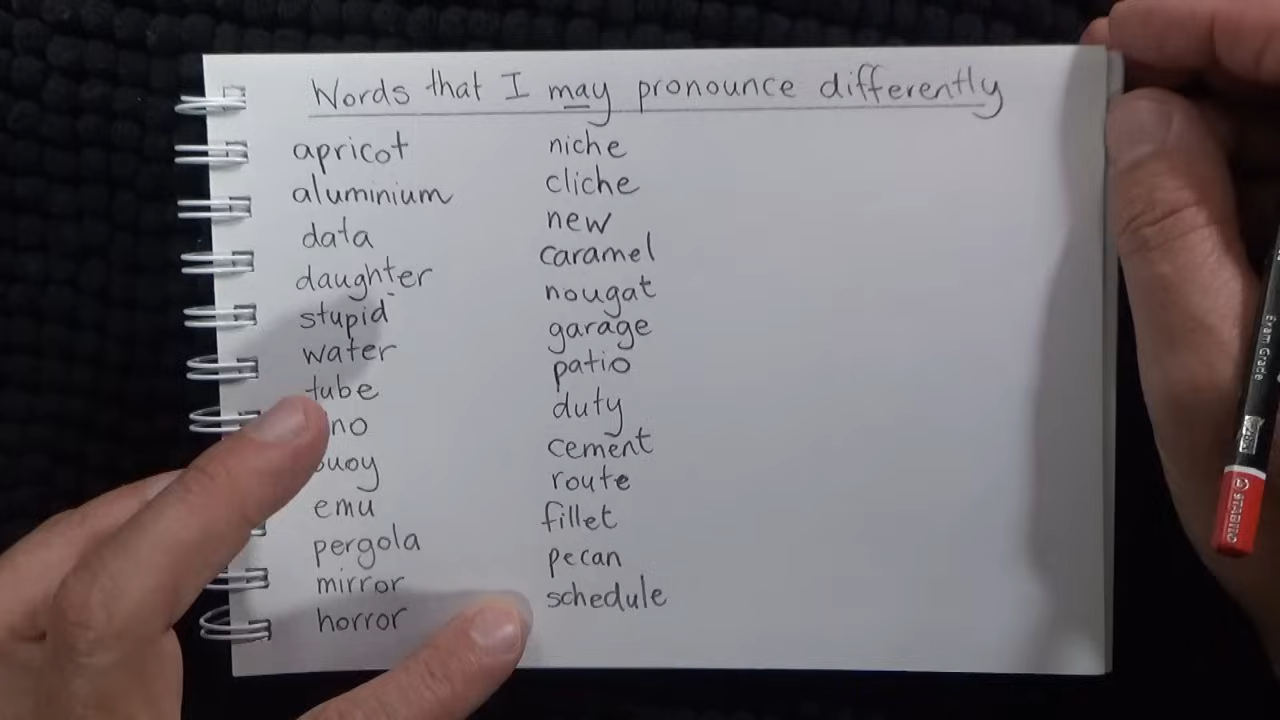 Words that I may pronounce differently
apricot
aluminium
data
daughter
stupid
water
tube
emu
pergola
mirror
horror
niche
cliche
new
caramel
nougat
garage
patio
duty
cement
route
fillet
pecan
schedule
STABILO